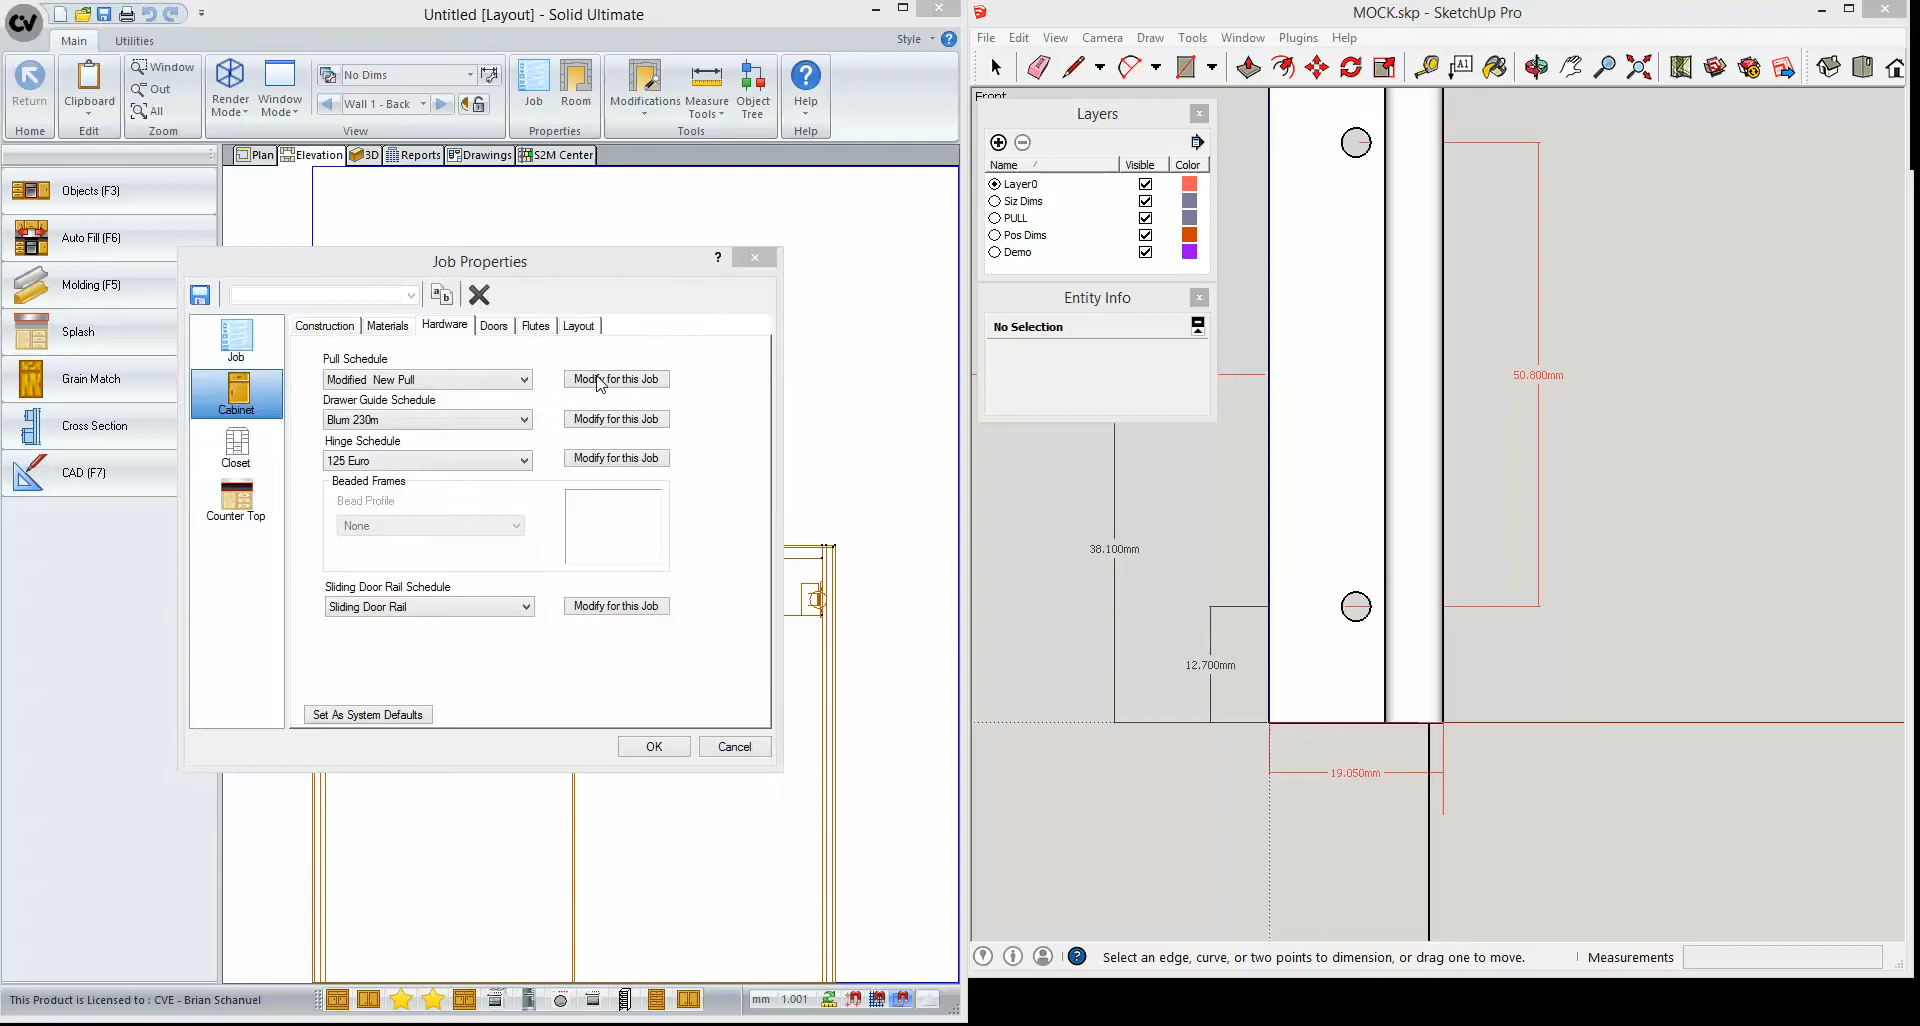 CV
Untitled [Layout] - Solid Ultimate
Main
Utilities
Style
Return
Home
Clipboard
Edit
Window
Out
All
Zoom
Render
Mode
Window
Mode
No Dims
Wall 1 - Back
View
Job
Room
Properties
Modifications
Measure
Tools
Object
Tree
Tools
Help
Help
Plan
Elevation
3D
Reports
Drawings
S2M Center
Objects (F3)
Auto Fill (F6)
Molding (F5)
Splash
Grain Match
Cross Section
CAD (F7)
Job Properties
?
Job
Cabinet
Closet
Counter Top
Construction
Materials
Hardware
Doors
Flutes
Layout
Pull Schedule
Modified New Pull
Modify for this Job
Drawer Guide Schedule
Blum 230m
Modify for this Job
Hinge Schedule
125 Euro
Modify for this Job
Beaded Frames
Bead Profile
None
Sliding Door Rail Schedule
Sliding Door Rail
Modify for this Job
Set As System Defaults
OK
Cancel
This Product is Licensed to : CVE - Brian Schanuel
mm
1.001
MOCK.skp - SketchUp Pro
File
Edit
View
Camera
Draw
Tools
Window
Plugins
Help
A1
Front
Layers
Name
Visible
Color
Layer0
Siz Dims
PULL
Pos Dims
Demo
Entity Info
No Selection
50.800mm
38.100mm
12.700mm
19.050mm
Select an edge, curve, or two points to dimension, or drag one to move.
Measurements